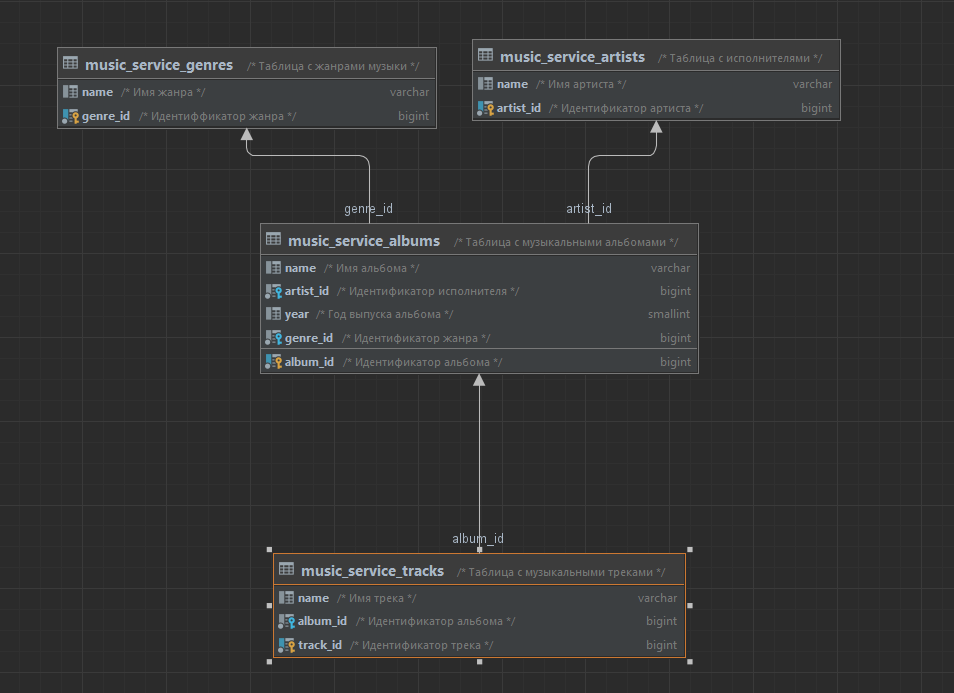 music_service_genres /* Таблица с жанрами музыки */
name /* Имя жанра */ varchar
genre_id /* Идентиффикатор жанра */ bigint
music_service_artists /* Таблица с исполнителями */
name /* Имя артиста */ varchar
artist_id /* Идентификатор артиста */ bigint
genre_id
artist_id
music_service_albums /* Таблица с музыкальными альбомами */
name /* Имя альбома */ varchar
artist_id /* Идентификатор исполнителя */ bigint
year /* Год выпуска альбома */ smallint
genre_id /* Идентификатор жанра */ bigint
album_id /* Идентификатор альбома */ bigint
album_id
music_service_tracks /* Таблица с музыкальными треками */
name /* Имя трека */ varchar
album_id /* Идентификатор альбома */ bigint
track_id /* Идентификатор трека */ bigint